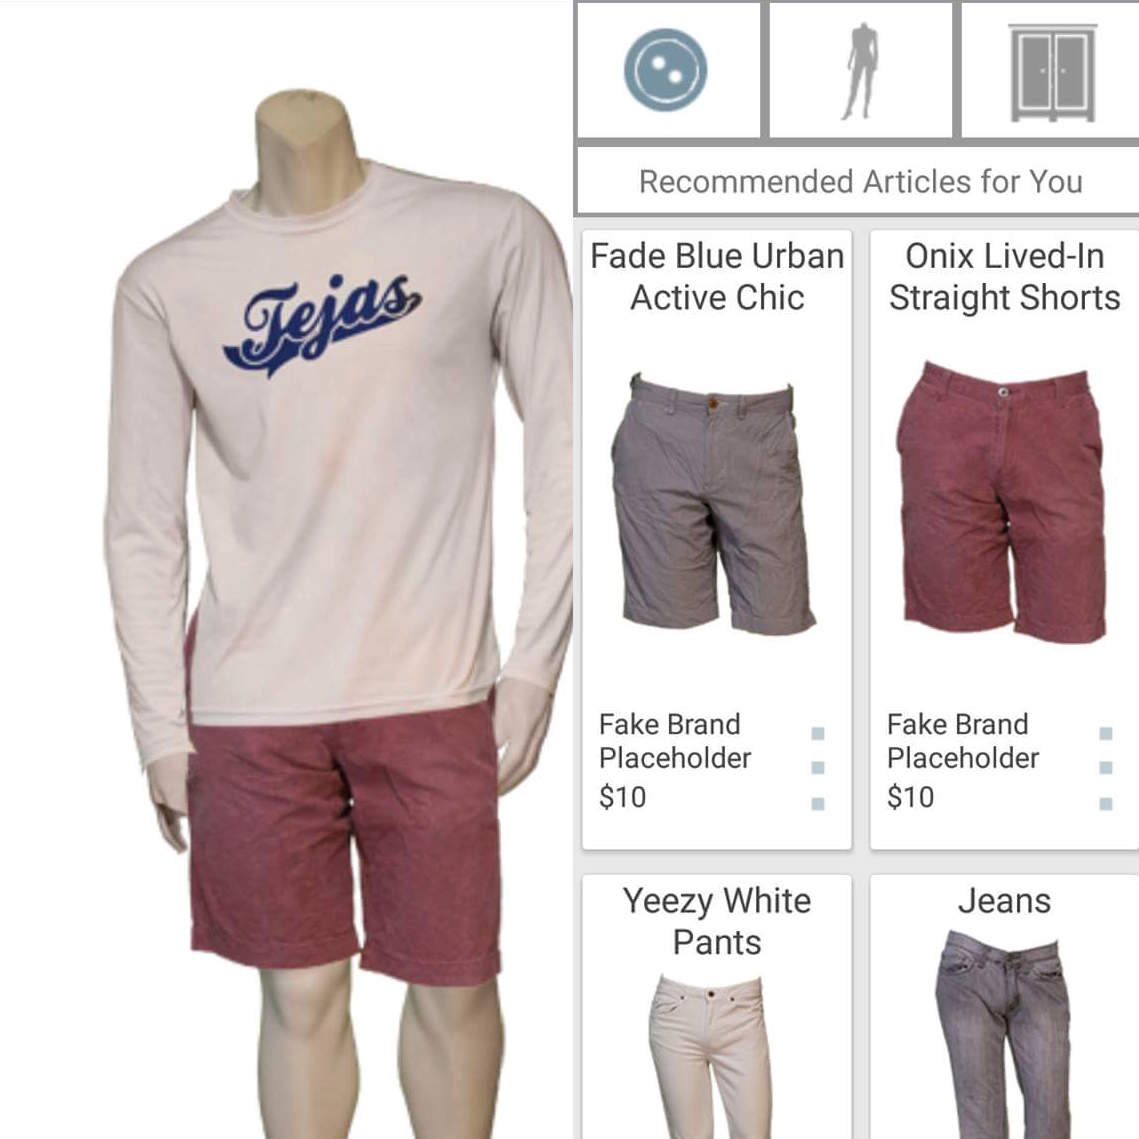 Tejas
Recommended Articles for You
Fade Blue Urban
Active Chic
Fake Brand
Placeholder
$10
Onix Lived-In
Straight Shorts
Fake Brand
Placeholder
$10
Yeezy White
Pants
Jeans